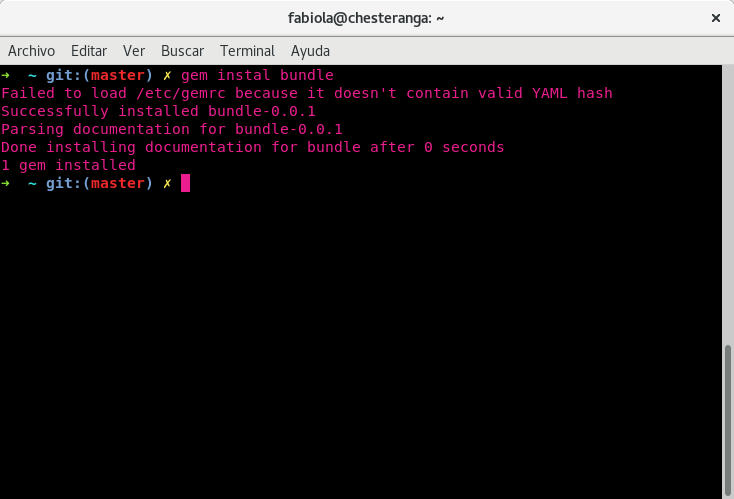 fabiola@chesteranga: ~
×
Archivo Editar Ver Buscar Terminal Ayuda
➜ ~ git:(master) ✗ gem instal bundle
Failed to load /etc/gemrc because it doesn't contain valid YAML hash
Successfully installed bundle-0.0.1
Parsing documentation for bundle-0.0.1
Done installing documentation for bundle after 0 seconds
1 gem installed
➜ ~ git:(master) ✗